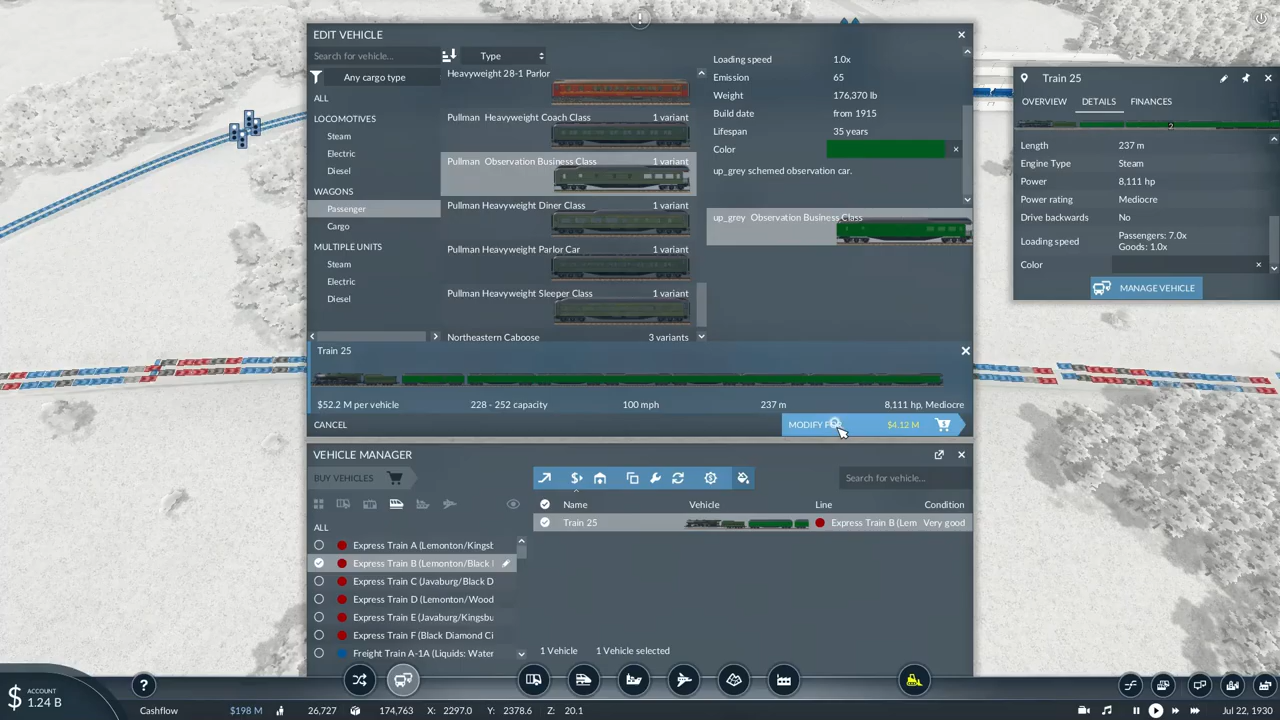 EDIT VEHICLE
Search for vehicle...
Type
Any cargo type
ALL
LOCOMOTIVES
Steam
Electric
Diesel
WAGONS
Passenger
Cargo
MULTIPLE UNITS
Steam
Electric
Diesel
Heavyweight 28-1 Parlor
Pullman Heavyweight Coach Class 1 variant
Pullman Observation Business Class 1 variant
Pullman Heavyweight Diner Class 1 variant
Pullman Heavyweight Parlor Car 1 variant
Pullman Heavyweight Sleeper Class 1 variant
Northeastern Caboose 3 variants
Loading speed 1.0x
Emission 65
Weight 176,370 lb
Build date from 1915
Lifespan 35 years
Color
up_grey schemed observation car.
up_grey Observation Business Class
Train 25
$52.2 M per vehicle 228 - 252 capacity 100 mph 237 m 8,111 hp, Mediocre
CANCEL
MODIFY $4.12 M
Train 25
OVERVIEW DETAILS FINANCES
2
Length 237 m
Engine Type Steam
Power 8,111 hp
Power rating Mediocre
Drive backwards No
Loading speed Passengers: 7.0x
Goods: 1.0x
Color
MANAGE VEHICLE
VEHICLE MANAGER
BUY VEHICLES
Search for vehicle...
ALL
Express Train A (Lemonton/Kingst
Express Train B (Lemonton/Black
Express Train C (Javaburg/Black D
Express Train D (Lemonton/Wood
Express Train E (Javaburg/Kingsbu
Express Train F (Black Diamond Ci
Freight Train A-1A (Liquids: Water
Name Vehicle Line Condition
Train 25 Express Train B (Lem Very good
1 Vehicle 1 Vehicle selected
$ ACCOUNT
1.24 B
?
Cashflow $198 M 26,727 174,763 X: 2297.0 Y: 2378.6 Z: 20.1
Jul 22, 1930